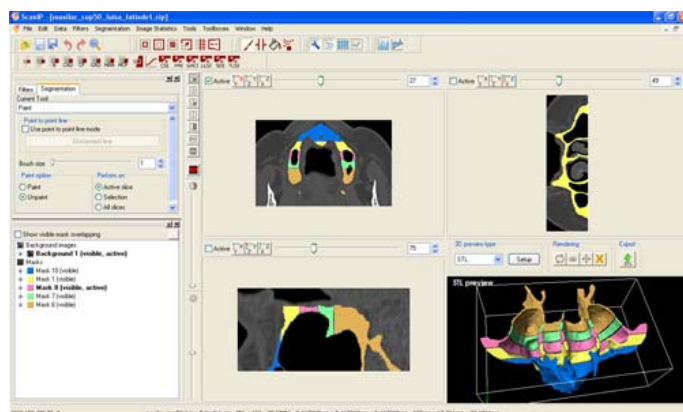 ScanIP - [maxilar_sup50_luisa_fatiado1.sip]
File Edit Data Filters Segmentation Image Statistics Tools Toolboxes Window Help
Filters Segmentation
Current Tool
Paint
Point to point line
Use point to point line mode
Disconnect line
Brush size 1
Paint option
Perform on
Paint
Active slice
Unpaint
Selection
All slices
Show visible mask overlapping
Background images
Background 1 (visible, active)
Masks
Mask 10 (visible)
Mask 1 (visible)
Mask 8 (visible, active)
Mask 7 (visible)
Mask 6 (visible)
Active 27
Active 49
Active 75
3D preview type
STL
Setup
Rendering
Export
STL preview